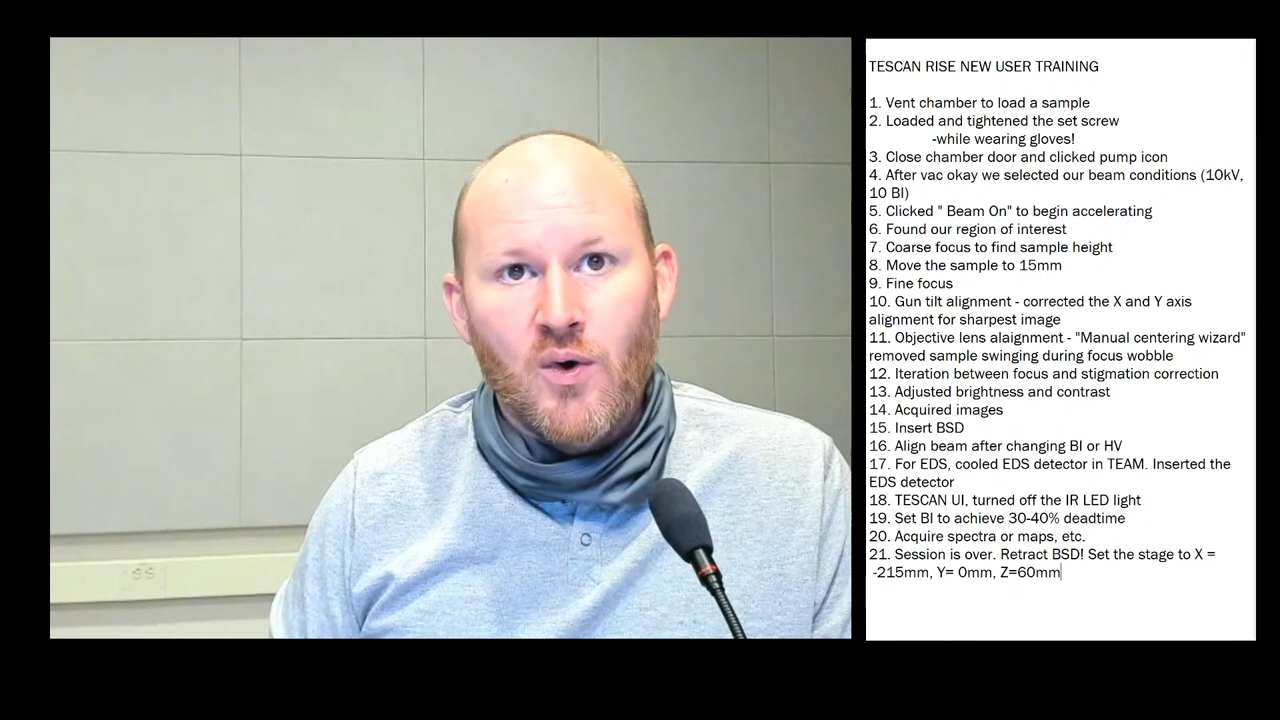 TESCAN RISE NEW USER TRAINING
1. Vent chamber to load a sample
2. Loaded and tightened the set screw
-while wearing gloves!
3. Close chamber door and clicked pump icon
4. After vac okay we selected our beam conditions (10kV,
10 BI)
5. Clicked " Beam On" to begin accelerating
6. Found our region of interest
7. Coarse focus to find sample height
8. Move the sample to 15mm
9. Fine focus
10. Gun tilt alignment - corrected the X and Y axis
alignment for sharpest image
11. Objective lens alaignment - "Manual centering wizard"
removed sample swinging during focus wobble
12. Iteration between focus and stigmation correction
13. Adjusted brightness and contrast
14. Acquired images
15. Insert BSD
16. Align beam after changing BI or HV
17. For EDS, cooled EDS detector in TEAM. Inserted the
EDS detector
18. TESCAN UI, turned off the IR LED light
19. Set BI to achieve 30-40% deadtime
20. Acquire spectra or maps, etc.
21. Session is over. Retract BSD! Set the stage to X =
-215mm, Y= 0mm, Z=60mm